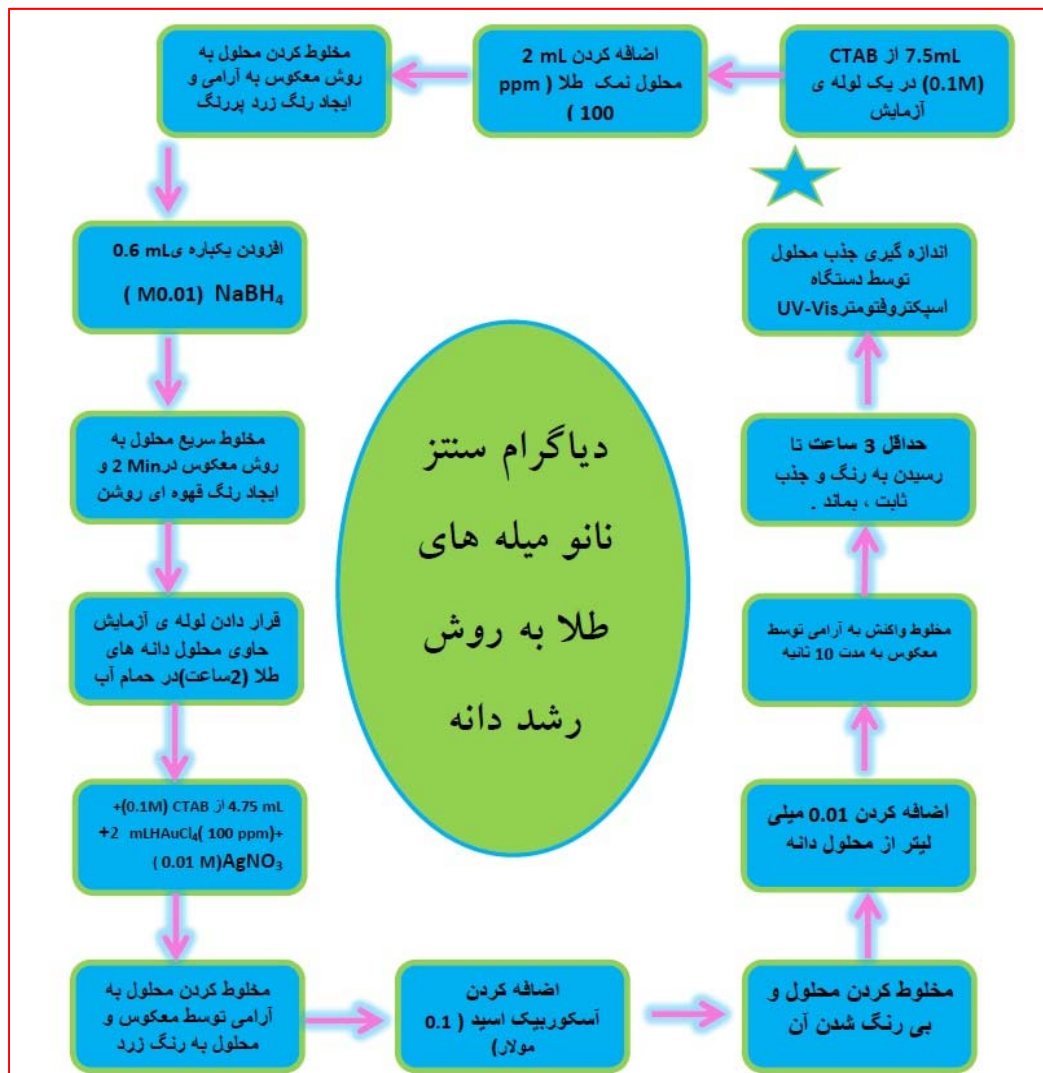 7.5mL از CTAB
(0.1M) در یک لوله ی
آزمایش
اضافه کردن 2 mL
محلول نمک طلا ( ppm
100 )
مخلوط کردن محلول به
روش معکوس به آرامی و
ایجاد رنگ زرد پررنگ
افزودن یکباره ی0.6 mL
( M0.01) NaBH₄
مخلوط سریع محلول به
روش معکوس در2 Min و
ایجاد رنگ قهوه ای روشن
قرار دادن لوله ی آزمایش
حاوی محلول دانه های
طلا (2ساعت)در حمام آب
4.75 mL از CTAB (0.1M)+
+2 mLHAuCl₄( 100 ppm)+
( 0.01 M)AgNO₃
مخلوط کردن محلول به
آرامی توسط معکوس و
محلول به رنگ زرد
اضافه کردن
آسکوربیک اسید ( 0.1
مولار)
مخلوط کردن محلول و
بی رنگ شدن آن
اضافه کردن 0.01 میلی
لیتر از محلول دانه
مخلوط واکنش به آرامی توسط
معکوس به مدت 10 ثانیه
حداقل 3 ساعت تا
رسیدن به رنگ و جذب
ثابت ، بماند .
اندازه گیری جذب محلول
توسط دستگاه
اسپکتروفتومترUV-Vis
دیاگرام سنتز
نانو میله های
طلا به روش
رشد دانه